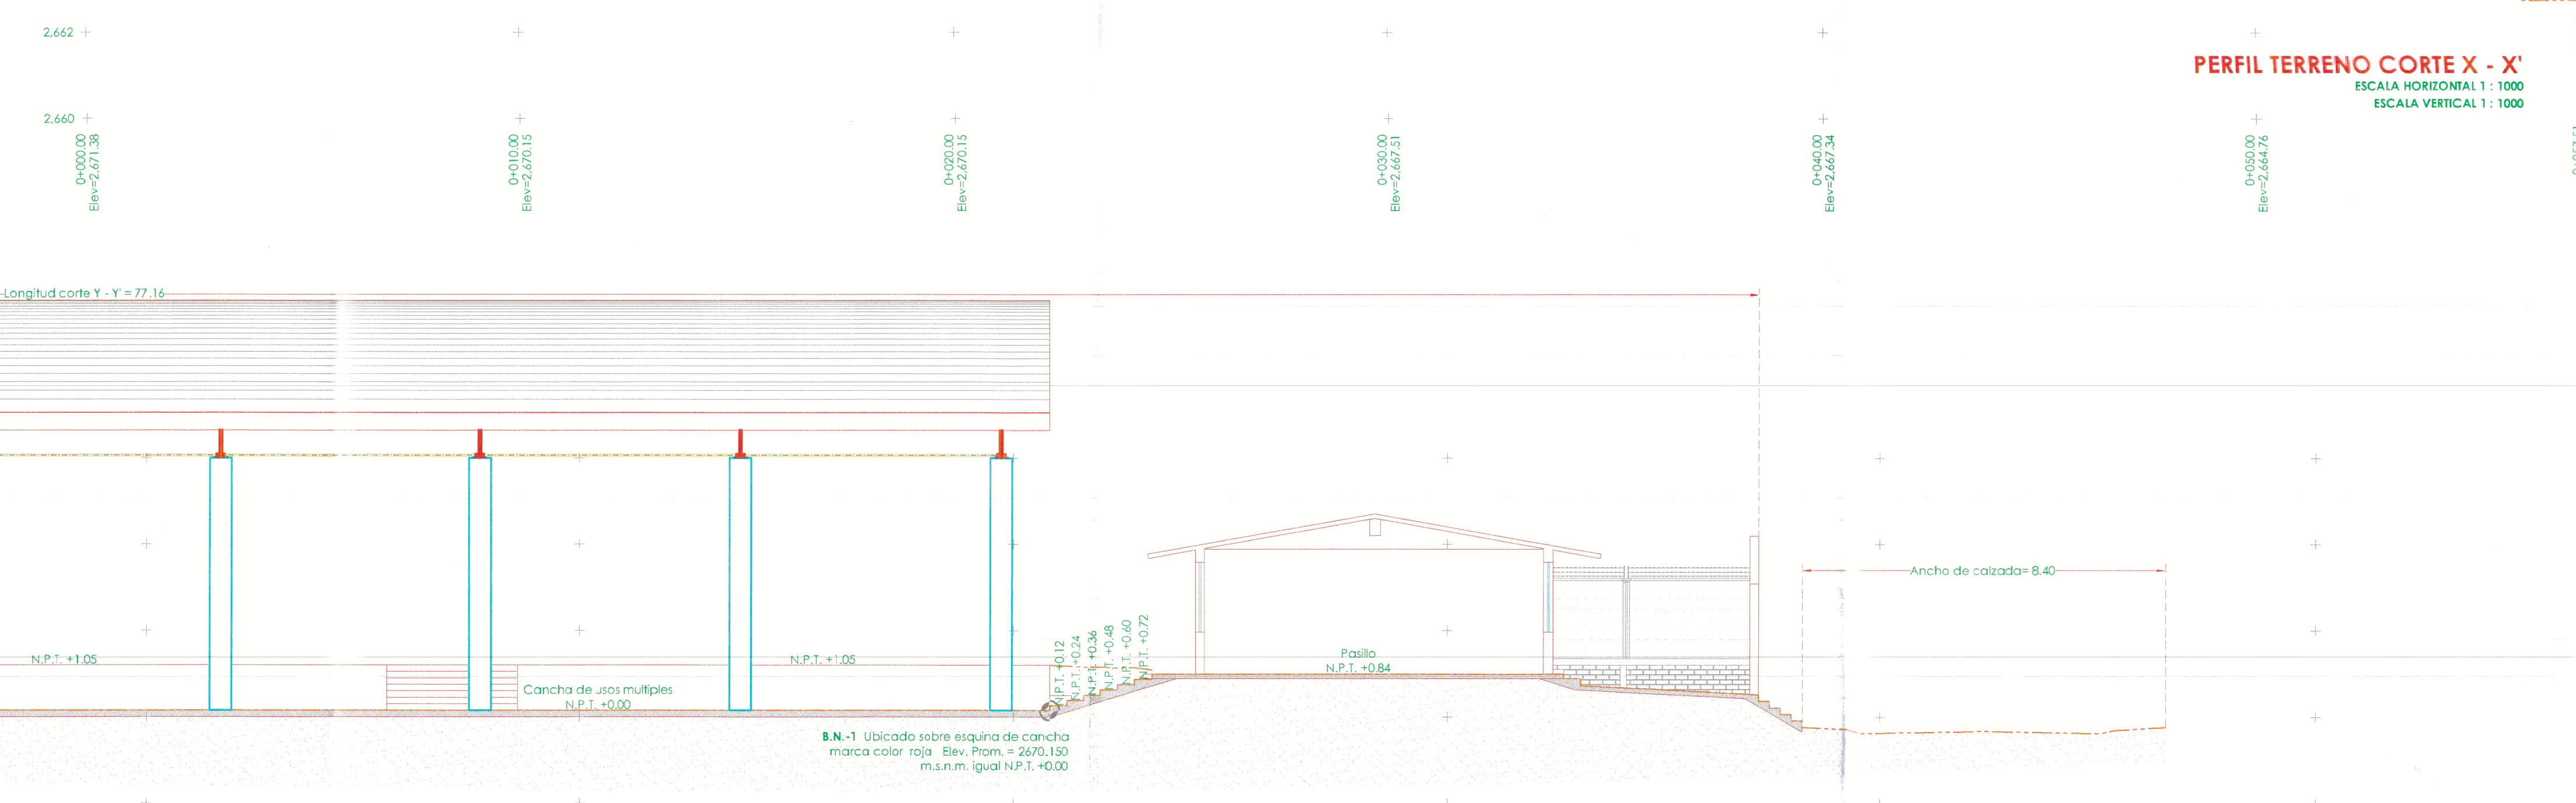 2,662
PERFIL TERRENO CORTE X - X'
ESCALA HORIZONTAL 1 : 1000
ESCALA VERTICAL 1 : 1000
2,660
0+000.00
Elev=2,671.38
0+010.00
Elev=2,670.15
0+020.00
Elev=2,670.15
0+030.00
Elev=2,667.51
0+040.00
Elev=2,667.34
0+050.00
Elev=2,664.76
Longitud corte Y - Y' = 77.16
Ancho de calzada= 8.40
N.P.T. +0.12
N.P.T. +0.24
N.P.T. +0.36
N.P.T. +0.48
N.P.T. +0.60
N.P.T. +0.72
N.P.T. +1.05
N.P.T. +1.05
Pasillo
N.P.T. +0.84
Cancha de usos multiples
N.P.T. +0.00
B.N.-1 Ubicado sobre esquina de cancha
marca color roja Elev. Prom. = 2670.150
m.s.n.m. igual N.P.T. +0.00